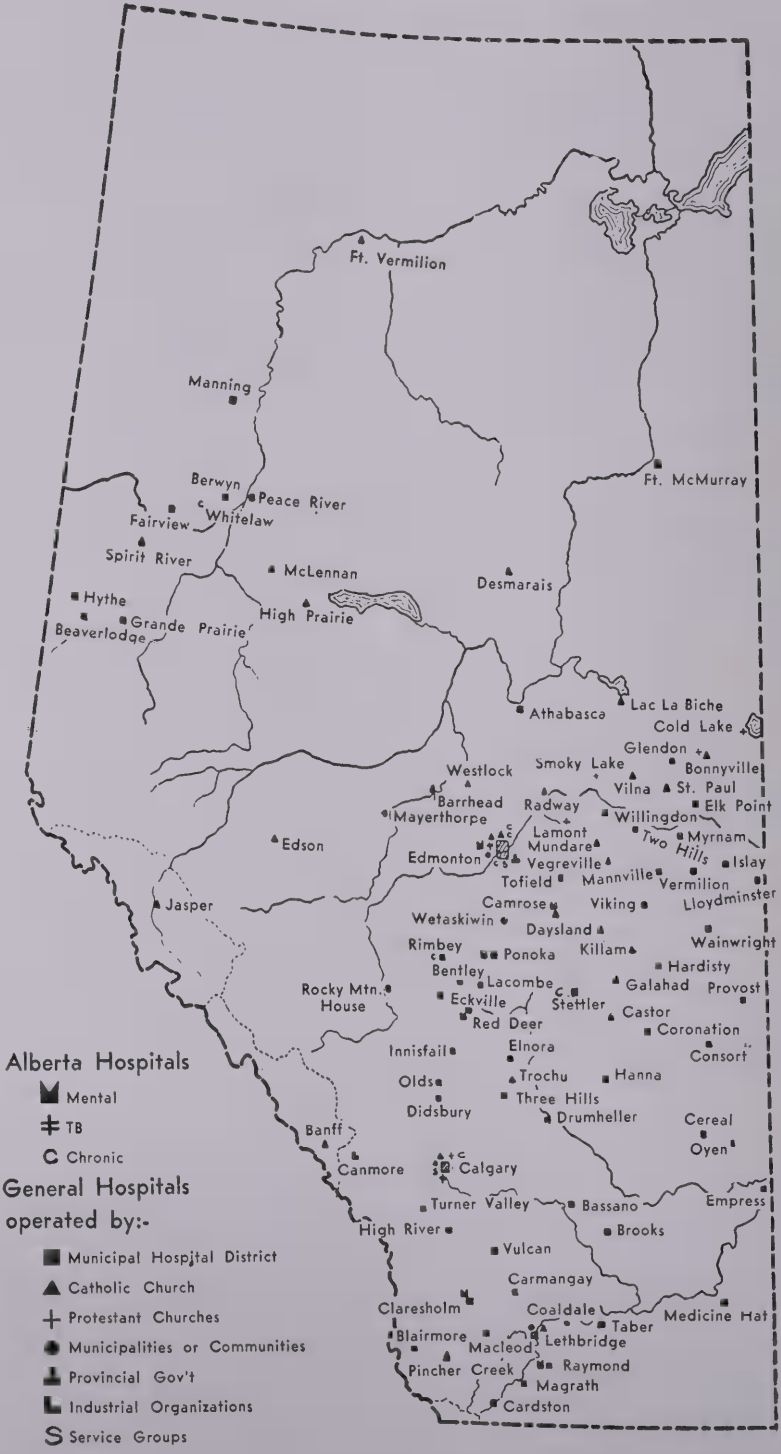 Ft. Vermilion
Manning
Ft. McMurray
Berwyn
Peace River
C
Whitelaw
Fairview
Spirit River
McLennan
Desmarais
Hythe
High Prairie
Grande Prairie
Beaverlodge
Lac La Biche
Athabasca
Cold Lake
Glendon
Bonnyville
Smoky Lake
Westlock
Vilna
St. Paul
Barrhead
Radway
Elk Point
Mayerthorpe
Willingdon
Lamont
Two Hills
Myrnam
Edson
Mundare
Edmonton
C
C S
Vegreville
Islay
Tofield
Mannville
Vermilion
Lloydminster
Jasper
Camrose
Viking
Wetaskiwin
Daysland
Wainwright
Rimbey
C
Ponoka
Killam
Hardisty
Bentley
Lacombe
Galahad
Provost
Rocky Mtn.
House
Eckville
C
Stettler
Red Deer
Castor
Coronation
Innisfail
Elnora
Consort
Olds
Trochu
Hanna
Didsbury
Three Hills
Drumheller
Cereal
Oyen
Banff
Canmore
C
S
Calgary
Turner Valley
Bassano
Empress
High River
Brooks
Vulcan
Carmangay
Claresholm
Coaldale
Medicine Hat
Taber
Blairmore
Macleod
Lethbridge
Pincher Creek
Raymond
Magrath
Cardston
Alberta Hospitals
Mental
TB
C Chronic
General Hospitals
operated by:-
Municipal Hospital District
Catholic Church
Protestant Churches
Municipalities or Communities
Provincial Gov't
Industrial Organizations
S Service Groups